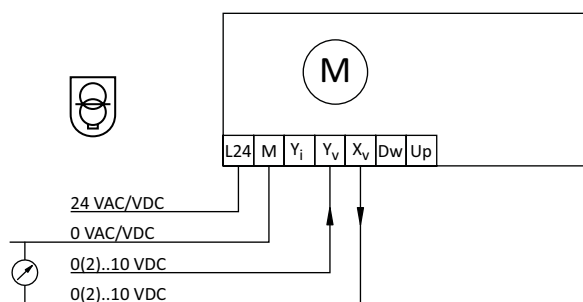 M
L24 M Yi Yv Xv Dw Up
24 VAC/VDC
0 VAC/VDC
0(2)..10 VDC
0(2)..10 VDC